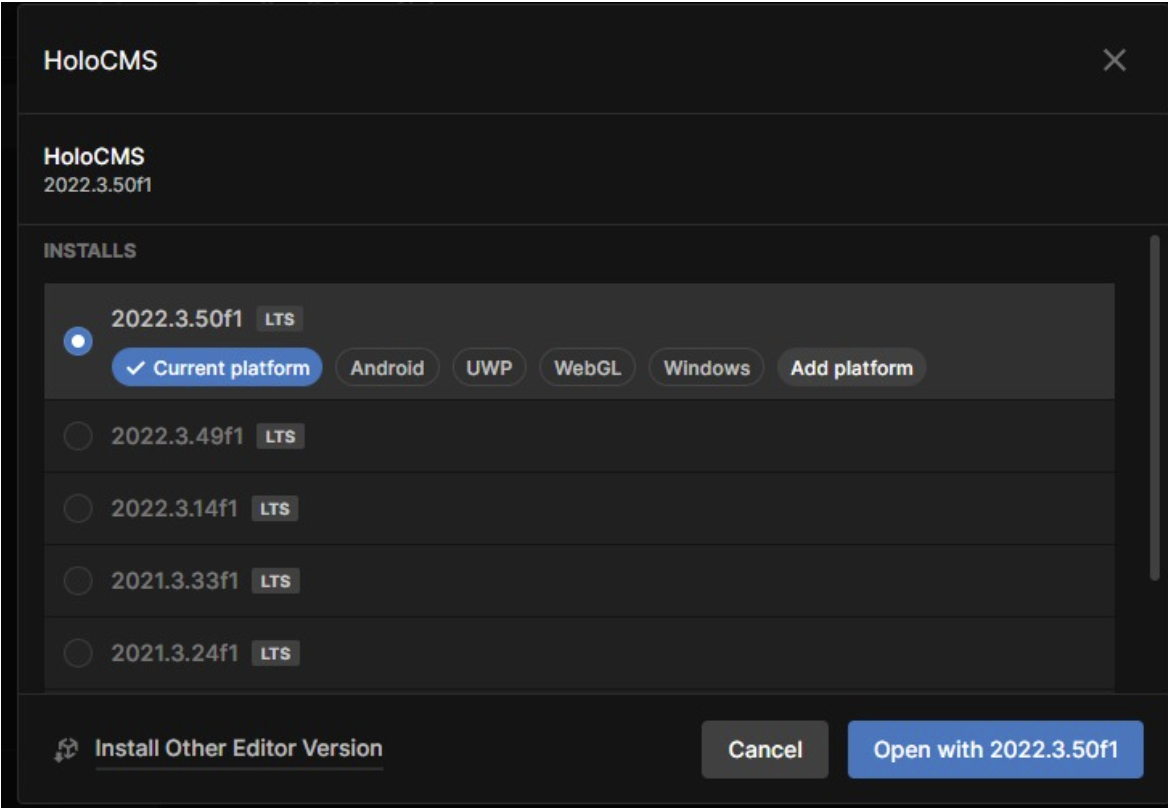 HoloCMS
HoloCMS
2022.3.50f1
INSTALLS
2022.3.50f1 LTS
Current platform Android UWP WebGL Windows Add platform
2022.3.49f1 LTS
2022.3.14f1 LTS
2021.3.33f1 LTS
2021.3.24f1 LTS
Install Other Editor Version Cancel Open with 2022.3.50f1